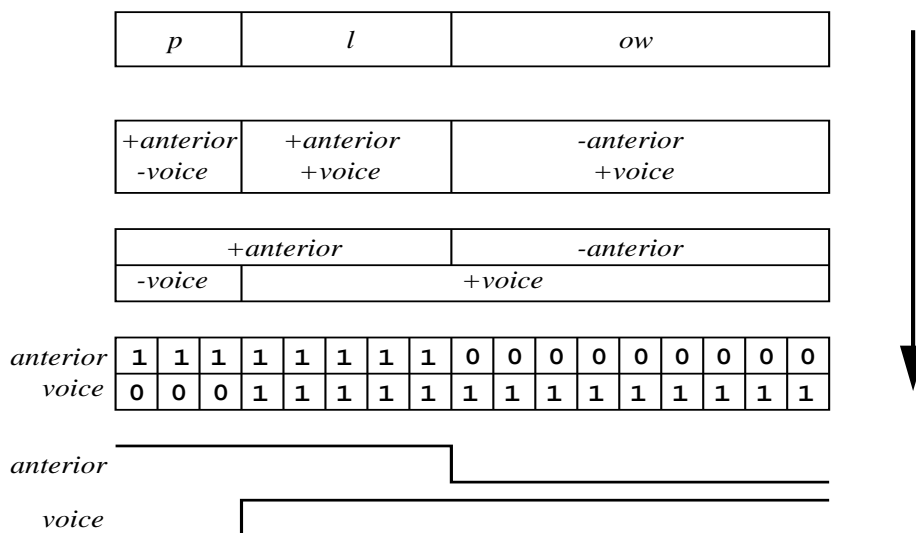 p l ow
+anterior +anterior -anterior
-voice +voice +voice
+anterior -anterior
-voice +voice
anterior 1 1 1 1 1 1 1 1 0 0 0 0 0 0 0 0 0
voice 0 0 0 1 1 1 1 1 1 1 1 1 1 1 1 1 1
anterior
voice